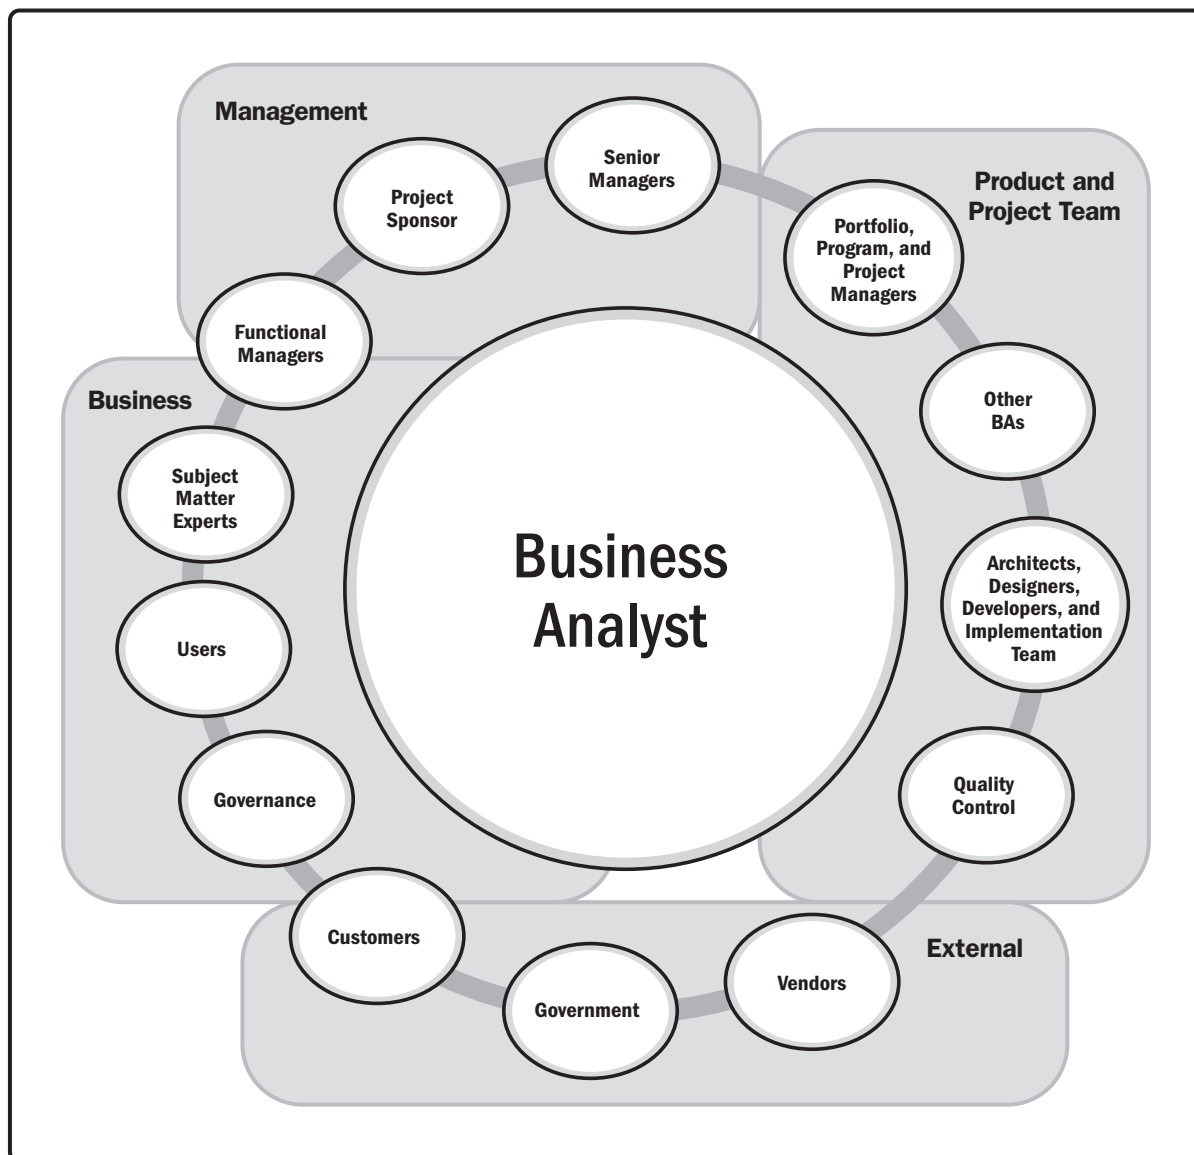 Management
Senior
Managers
Project
Sponsor
Functional
Managers
Product and
Project Team
Portfolio,
Program, and
Project
Managers
Other
BAs
Architects,
Designers,
Developers, and
Implementation
Team
Quality
Control
Business
Subject
Matter
Experts
Users
Governance
Business
Analyst
External
Customers
Government
Vendors